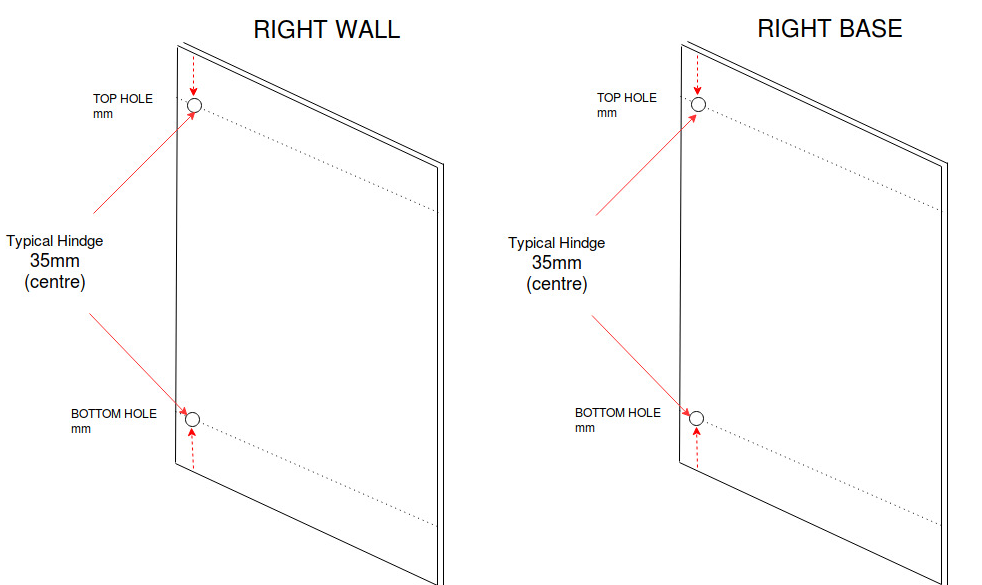 RIGHT WALL
TOP HOLE
mm
Typical Hindge
35mm
(centre)
BOTTOM HOLE
mm
RIGHT BASE
TOP HOLE
mm
Typical Hindge
35mm
(centre)
BOTTOM HOLE
mm